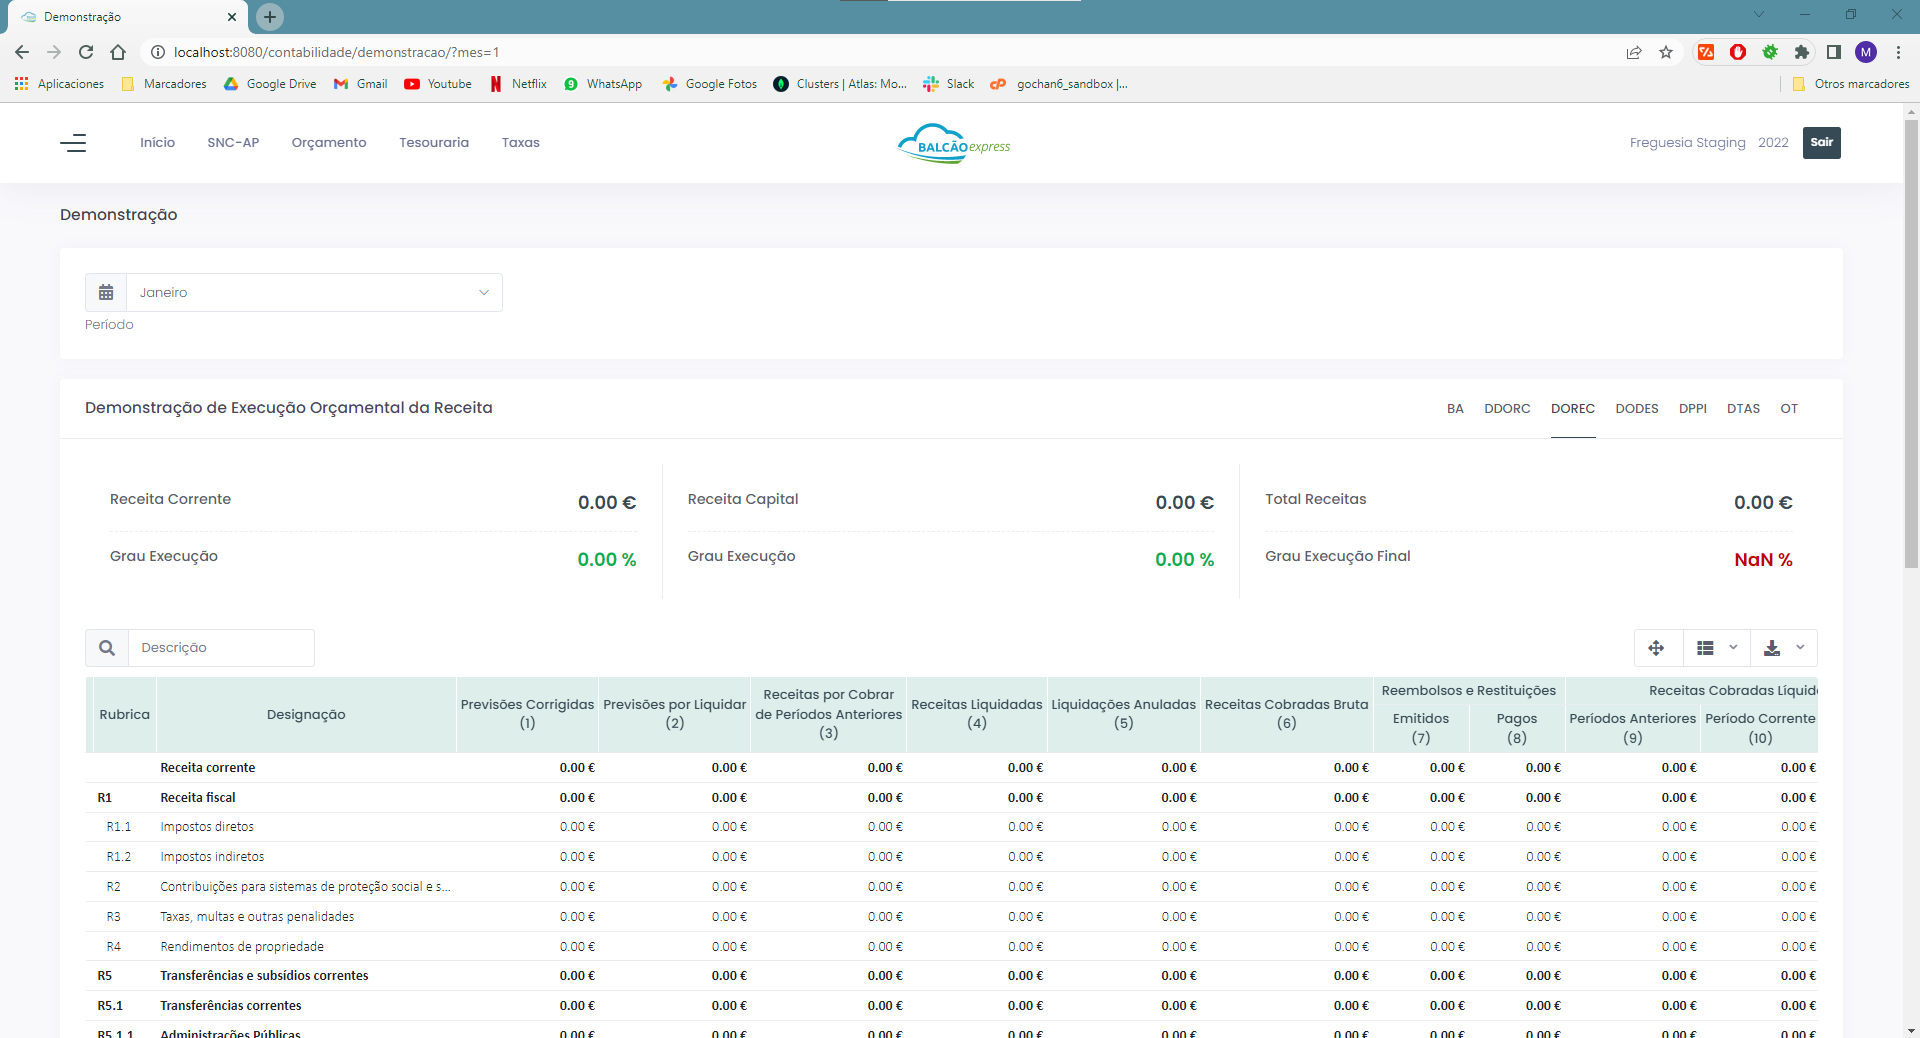 Demonstração
localhost:8080/contabilidade/demonstracao/?mes=1
M
Aplicaciones
Marcadores
Google Drive
Gmail
Youtube
Netflix
WhatsApp
Google Fotos
Clusters | Atlas: Mo...
Slack
gochan6_sandbox |...
Otros marcadores
Início
SNC-AP
Orçamento
Tesouraria
Taxas
BALCÃOexpress
Freguesia Staging
2022
Sair
Demonstração
Janeiro
Período
Demonstração de Execução Orçamental da Receita
BA
DDORC
DOREC
DODES
DPPI
DTAS
OT
Receita Corrente
0.00 €
Grau Execução
0.00 %
Receita Capital
0.00 €
Grau Execução
0.00 %
Total Receitas
0.00 €
Grau Execução Final
NaN %
Descrição
Rubrica
Designação
Previsões Corrigidas
(1)
Previsões por Liquidar
(2)
Receitas por Cobrar
de Períodos Anteriores
(3)
Receitas Liquidadas
(4)
Liquidações Anuladas
(5)
Receitas Cobradas Bruta
(6)
Reembolsos e Restituições
Emitidos
(7)
Pagos
(8)
Receitas Cobradas Líquid
Períodos Anteriores
(9)
Período Corrente
(10)
Receita corrente 0.00 € 0.00 € 0.00 € 0.00 € 0.00 € 0.00 € 0.00 € 0.00 € 0.00 € 0.00 €
R1 Receita fiscal 0.00 € 0.00 € 0.00 € 0.00 € 0.00 € 0.00 € 0.00 € 0.00 € 0.00 € 0.00 €
R1.1 Impostos diretos 0.00 € 0.00 € 0.00 € 0.00 € 0.00 € 0.00 € 0.00 € 0.00 € 0.00 € 0.00 €
R1.2 Impostos indiretos 0.00 € 0.00 € 0.00 € 0.00 € 0.00 € 0.00 € 0.00 € 0.00 € 0.00 € 0.00 €
R2 Contribuições para sistemas de proteção social e s... 0.00 € 0.00 € 0.00 € 0.00 € 0.00 € 0.00 € 0.00 € 0.00 € 0.00 € 0.00 €
R3 Taxas, multas e outras penalidades 0.00 € 0.00 € 0.00 € 0.00 € 0.00 € 0.00 € 0.00 € 0.00 € 0.00 € 0.00 €
R4 Rendimentos de propriedade 0.00 € 0.00 € 0.00 € 0.00 € 0.00 € 0.00 € 0.00 € 0.00 € 0.00 € 0.00 €
R5 Transferências e subsídios correntes 0.00 € 0.00 € 0.00 € 0.00 € 0.00 € 0.00 € 0.00 € 0.00 € 0.00 € 0.00 €
R5.1 Transferências correntes 0.00 € 0.00 € 0.00 € 0.00 € 0.00 € 0.00 € 0.00 € 0.00 € 0.00 € 0.00 €
R5.1.1 Administrações Públicas 0.00 € 0.00 € 0.00 € 0.00 € 0.00 € 0.00 € 0.00 € 0.00 € 0.00 € 0.00 €